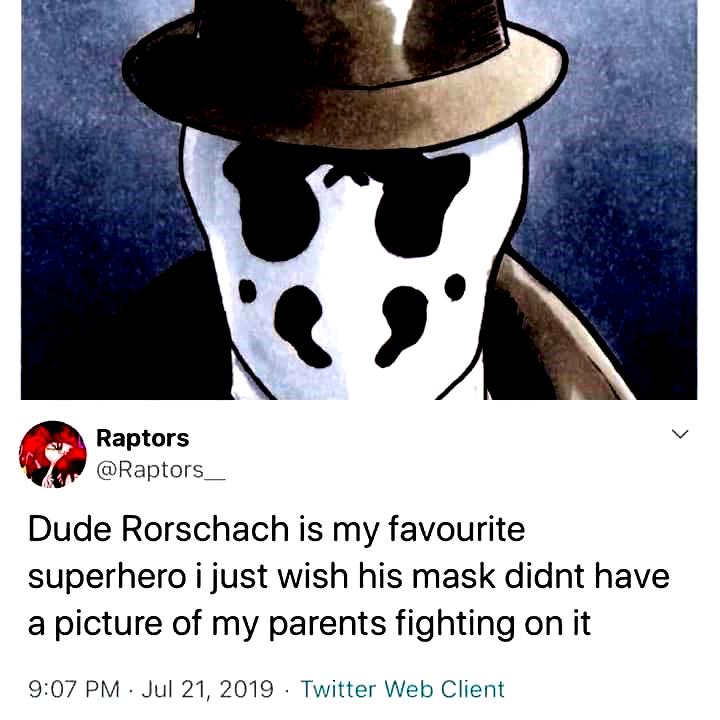 Raptors
@Raptors__
Dude Rorschach is my favourite
superhero i just wish his mask didnt have
a picture of my parents fighting on it
9:07 PM · Jul 21, 2019 · Twitter Web Client